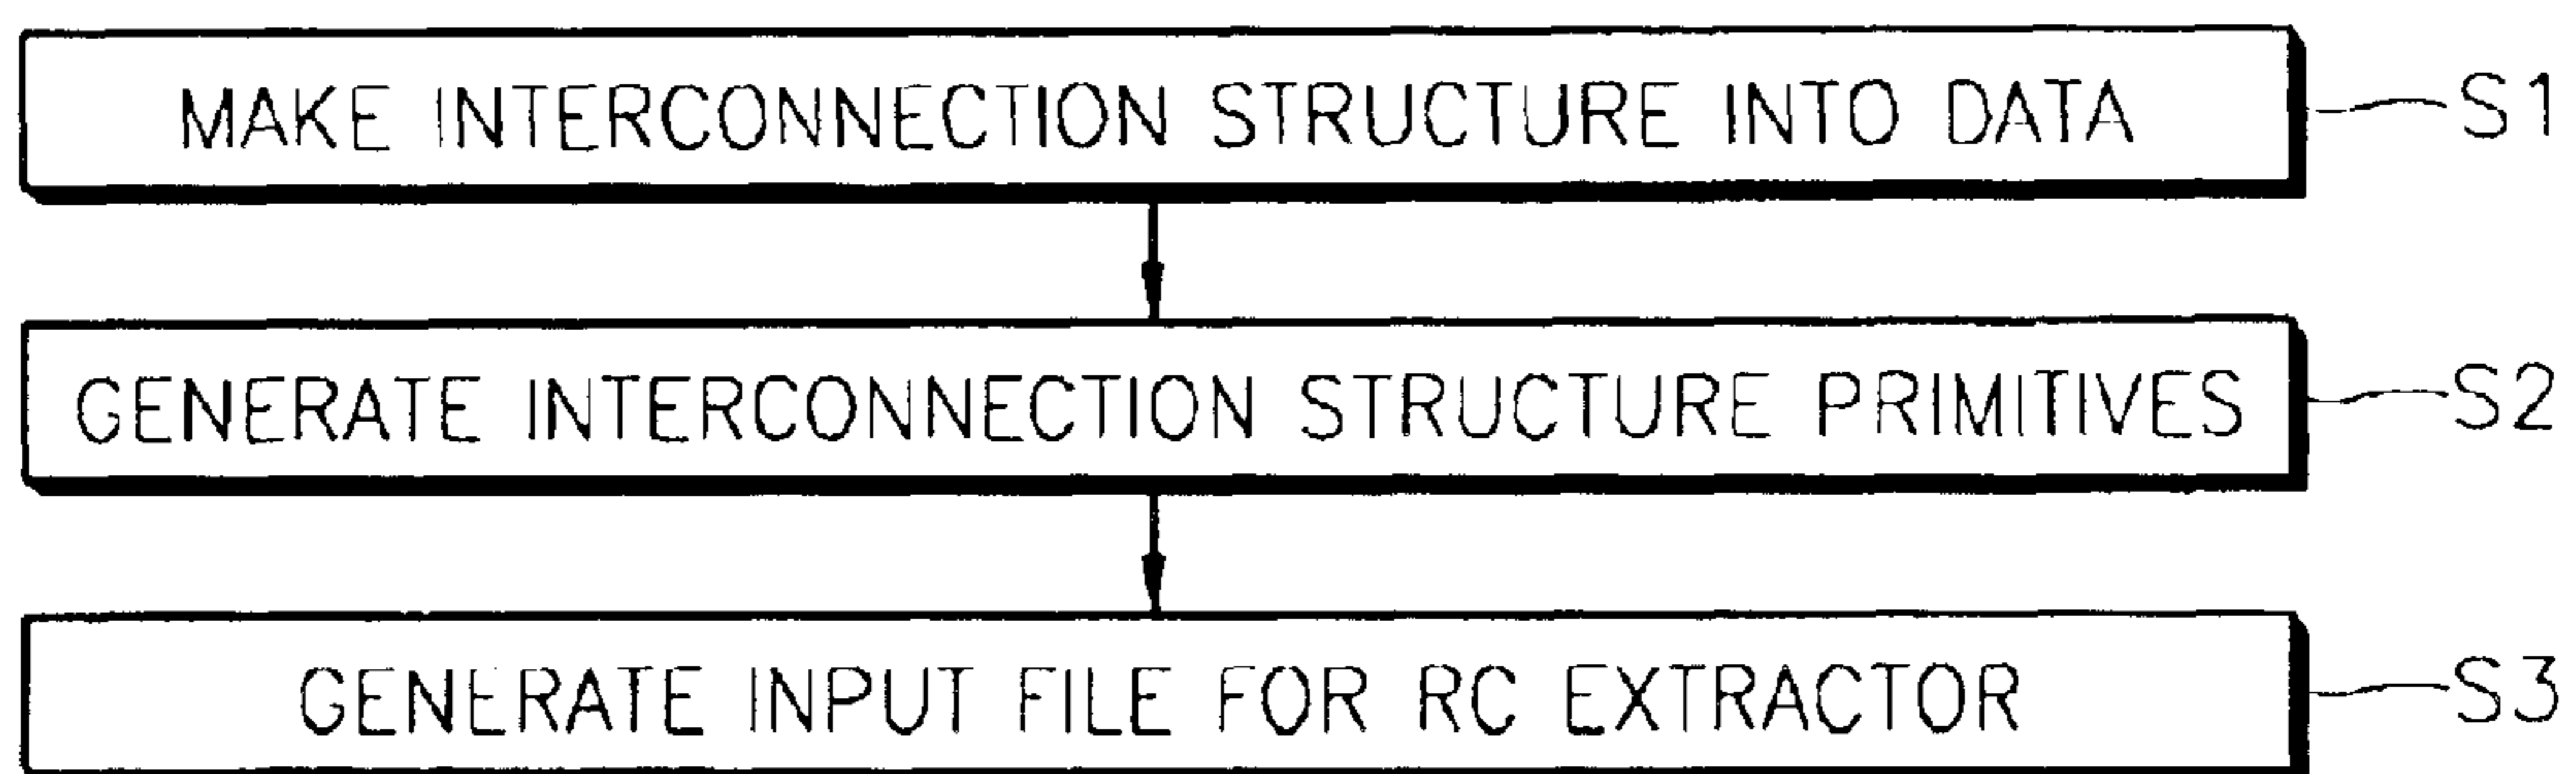 MAKE INTERCONNECTION STRUCTURE INTO DATA S1
GENERATE INTERCONNECTION STRUCTURE PRIMITIVES S2
GENERATE INPUT FILE FOR RC EXTRACTOR S3